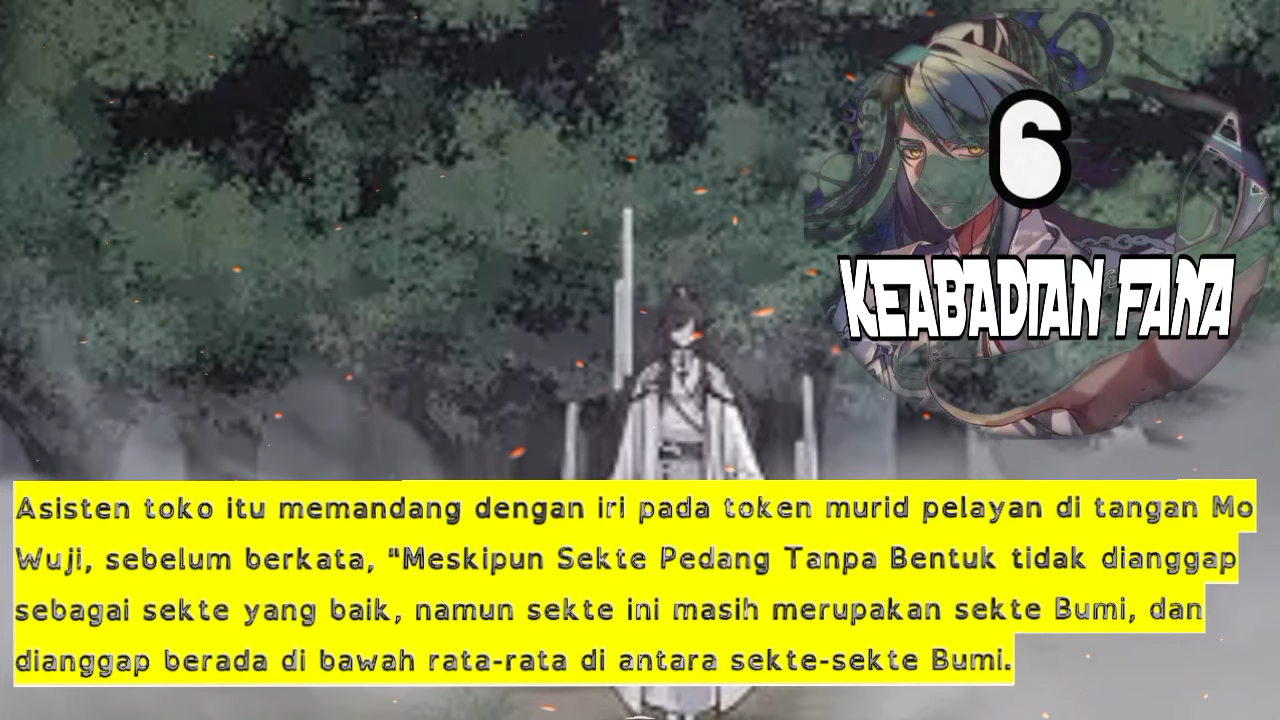 6
KEABADIAN FANA
Asisten toko itu memandang dengan iri pada token murid pelayan di tangan Mo
Wuji, sebelum berkata, "Meskipun Sekte Pedang Tanpa Bentuk tidak dianggap
sebagai sekte yang baik, namun sekte ini masih merupakan sekte Bumi, dan
dianggap berada di bawah rata-rata di antara sekte-sekte Bumi.